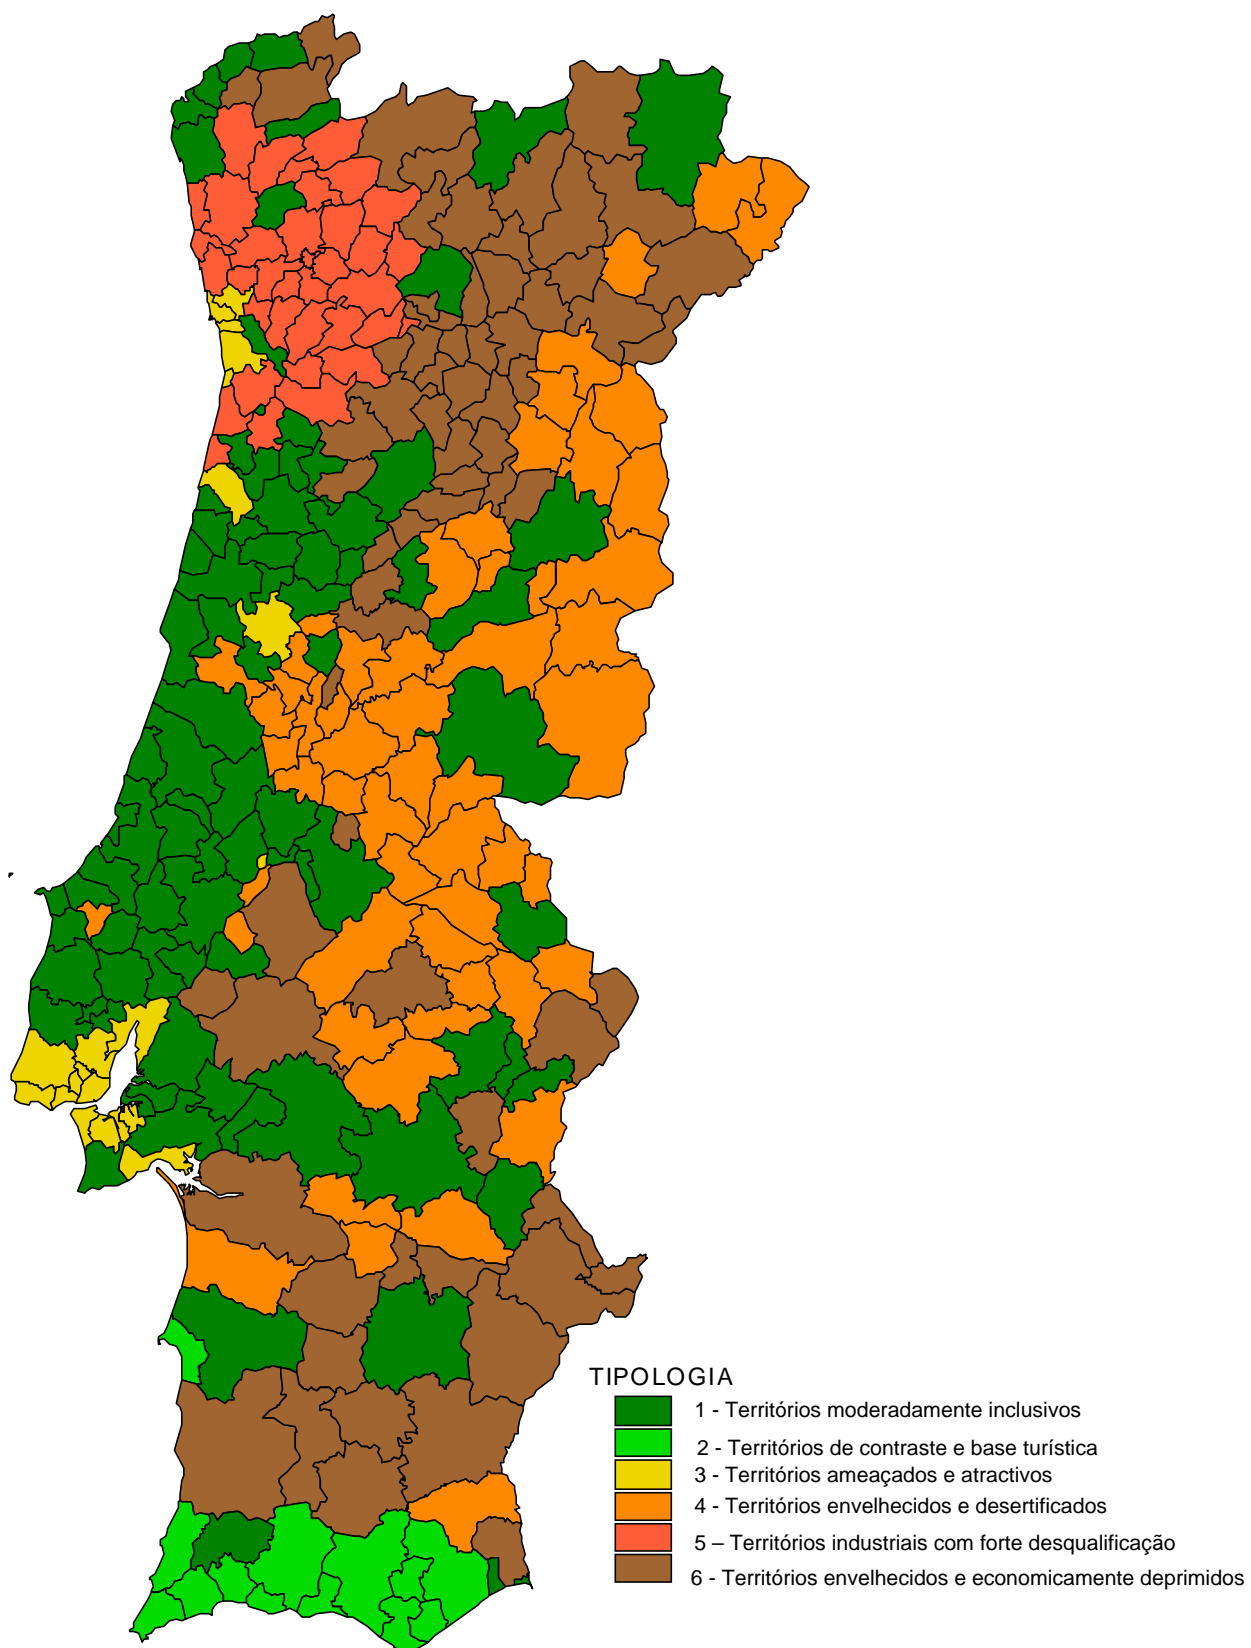 TIPOLOGIA
1 - Territórios moderadamente inclusivos
2 - Territórios de contraste e base turística
3 - Territórios ameaçados e atractivos
4 - Territórios envelhecidos e desertificados
5 – Territórios industriais com forte desqualificação
6 - Territórios envelhecidos e economicamente deprimidos